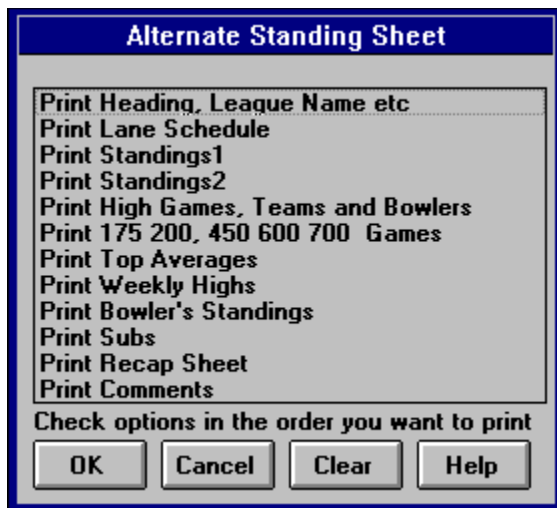 Alternate Standing Sheet
Print Heading, League Name etc
Print Lane Schedule
Print Standings1
Print Standings2
Print High Games, Teams and Bowlers
Print 175 200, 450 600 700  Games
Print Top Averages
Print Weekly Highs
Print Bowler's Standings
Print Subs
Print Recap Sheet
Print Comments
Check options in the order you want to print
OK Cancel Clear Help